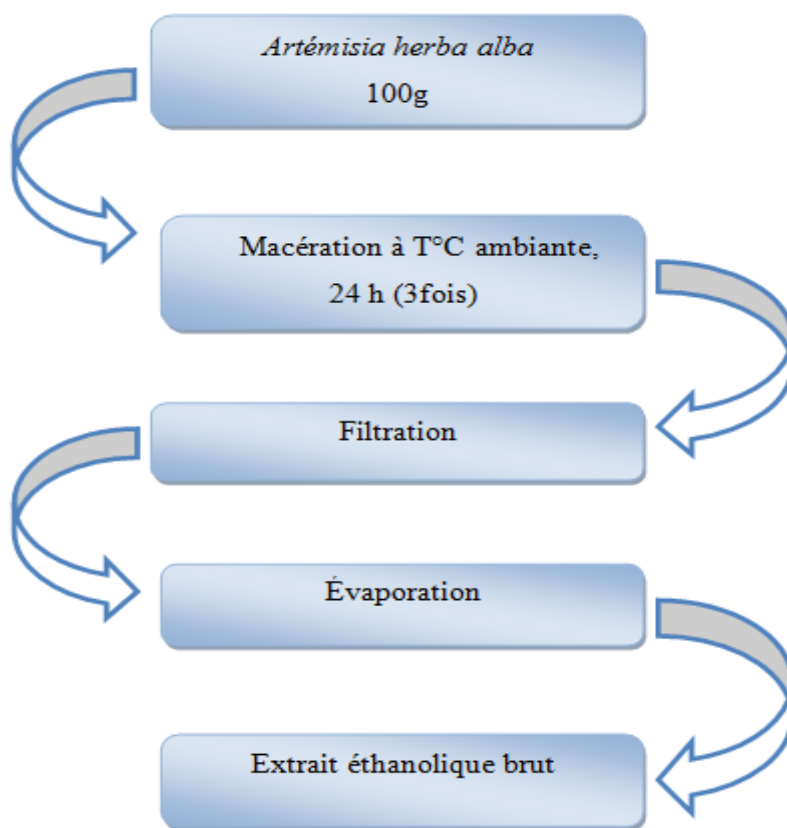 Artémisia herba alba
100g
Macération à T°C ambiante,
24 h (3fois)
Filtration
Évaporation
Extrait éthanolique brut